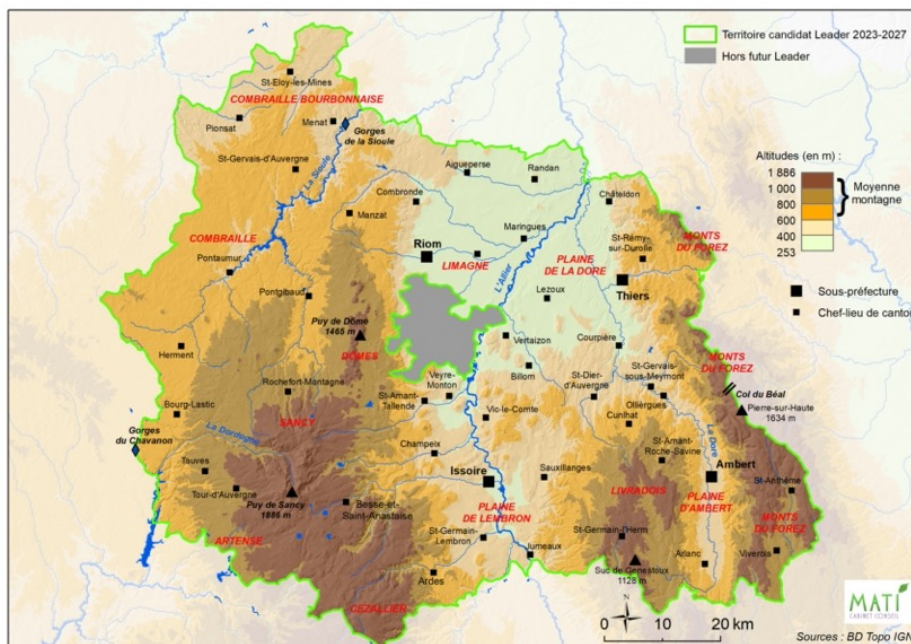 Territoire candidat Leader 2023-2027
Hors futur Leader
Altitudes (en m) :
1 886
1 000
800
600
400
253
Moyenne
montagne
Sous-préfecture
Chef-lieu de canto
St-Eloy-les-Mines
COMBRAILLE BOURBONNAISE
Pionsat
Menat
Gorges
de la Sioule
St-Gervais-d'Auvergne
La Sioule
Aigueperse
Randan
Combronde
Châteldon
Manzat
Maringues
COMBRAILLE
Riom
LIMAGNE
PLAINE
DE LA DORE
St-Rémy-
sur-Durolle
MONTS
DU FOREZ
Pontaumur
L'Allier
Thiers
Pontgibaud
Lezoux
Puy de Dôme
1465 m
DÔMES
Vertaizon
Courpière
Herment
Veyre-
Monton
Billom
St-Dier-
d'Auvergne
St-Gervais-
sous-Meymont
MONTS
DU FOREZ
Rochefort-Montagne
St-Amant-
Tallende
Col du Béal
Bourg-Lastic
Vic-le-Comte
Olliergues
Cunlhat
Pierre-sur-Haute
1634 m
SANCY
La Dordogne
Gorges
du Chavanon
Champeix
St-Amant-
Roche-Savine
La Dore
Tauves
Issoire
Sauxillanges
Ambert
Tour-d'Auvergne
Puy de Sancy
1886 m
Besse-et-
Saint-Anastaise
PLAINE
DE LEMBRON
LIVRADOIS
PLAINE
D'AMBERT
St-Anthème
MONTS
DU FOREZ
ARTENSE
St-Germain-
Lembron
Jumeaux
St-Germain-l'Herm
Arlanc
Viverols
Ardes
Suc de Genestoux
1128 m
CEZALLIER
N
20 km
MATI
CABINET CONSEIL
Sources : BD Topo IGN